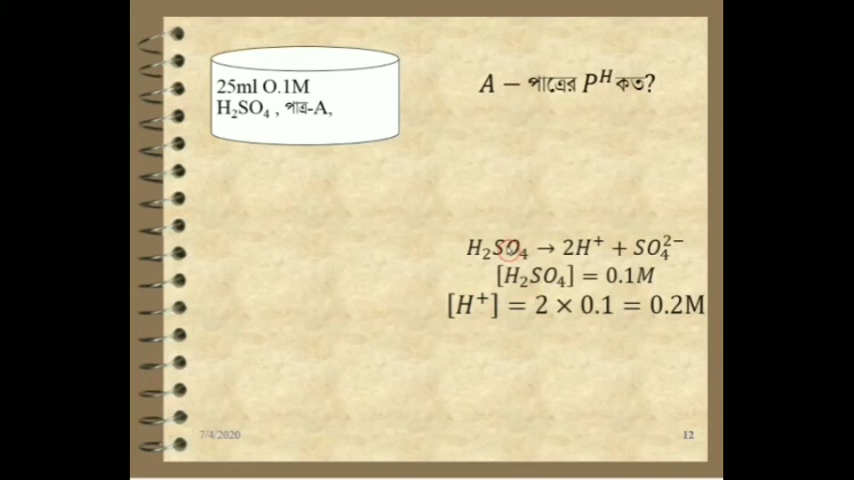 25ml O.1M
H₂SO₄ , পাত্র-A,
A − পাত্রের Pᴴ কত?
H₂SO₄ → 2H⁺ + SO₄²⁻
[H₂SO₄] = 0.1M
[H⁺] = 2 × 0.1 = 0.2M
7/4/2020
12